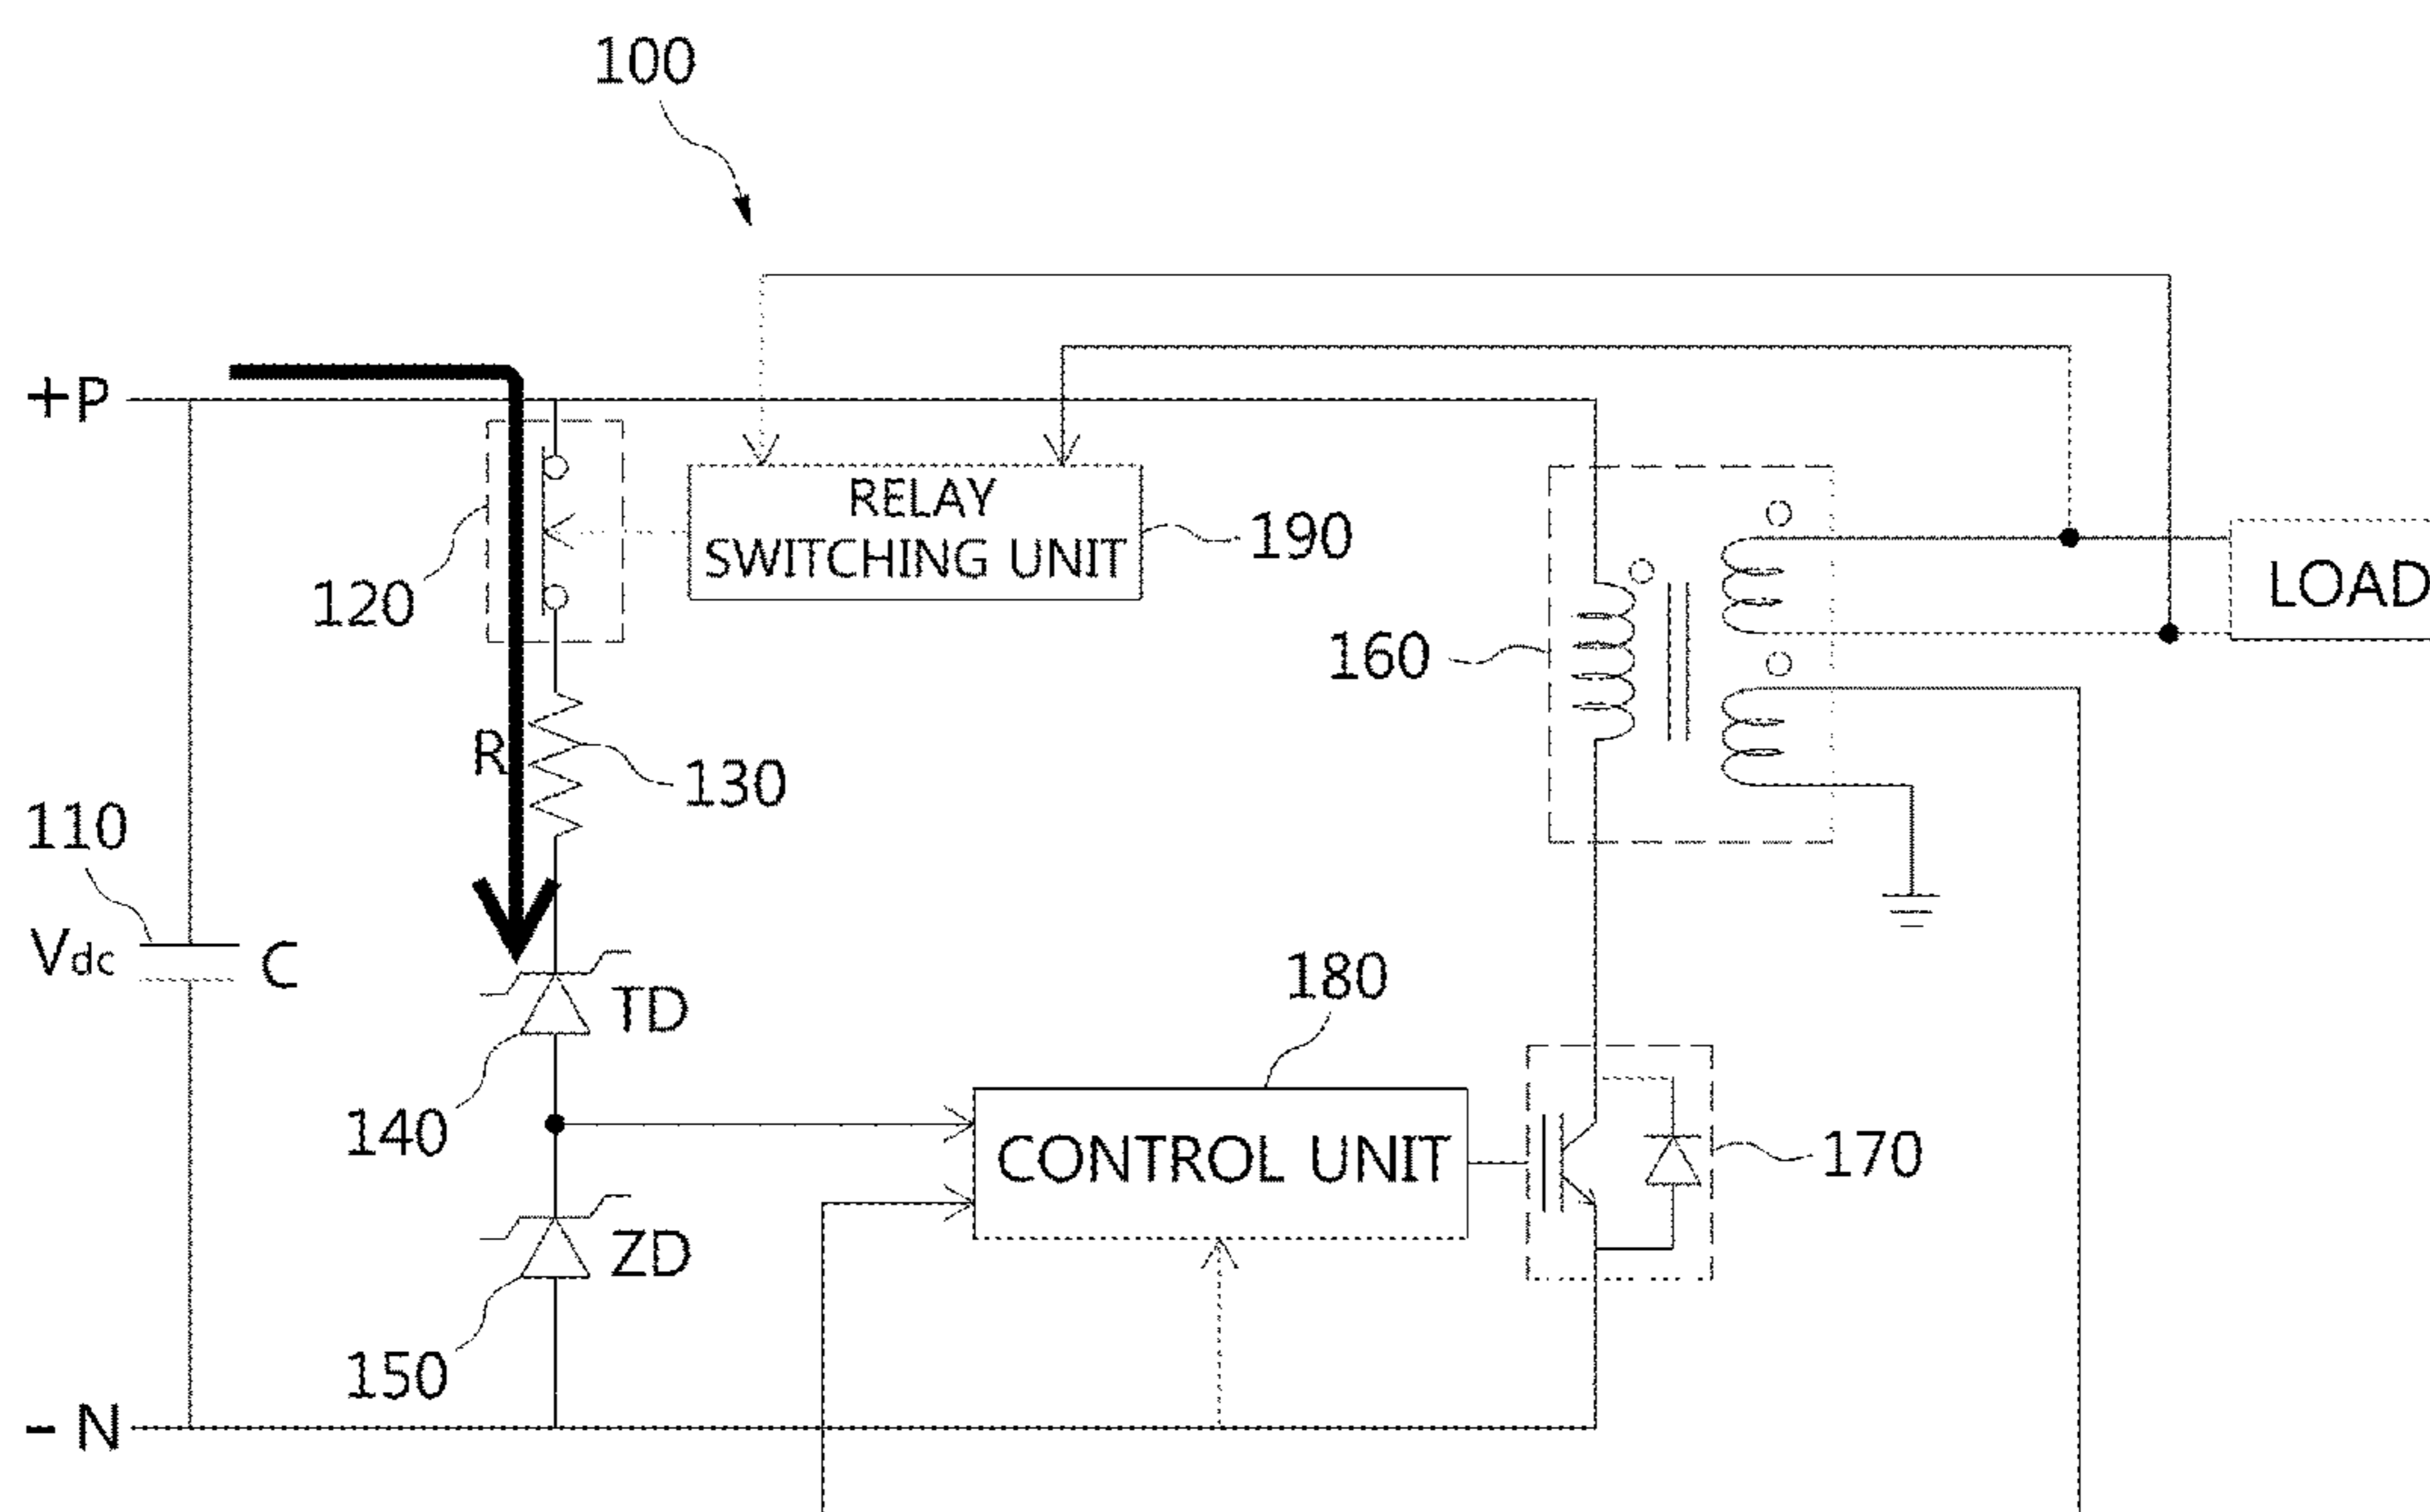 100
+P
RELAY
SWITCHING UNIT
190
120
LOAD
160
R
130
110
Vdc
C
180
TD
140
CONTROL UNIT
170
ZD
150
- N